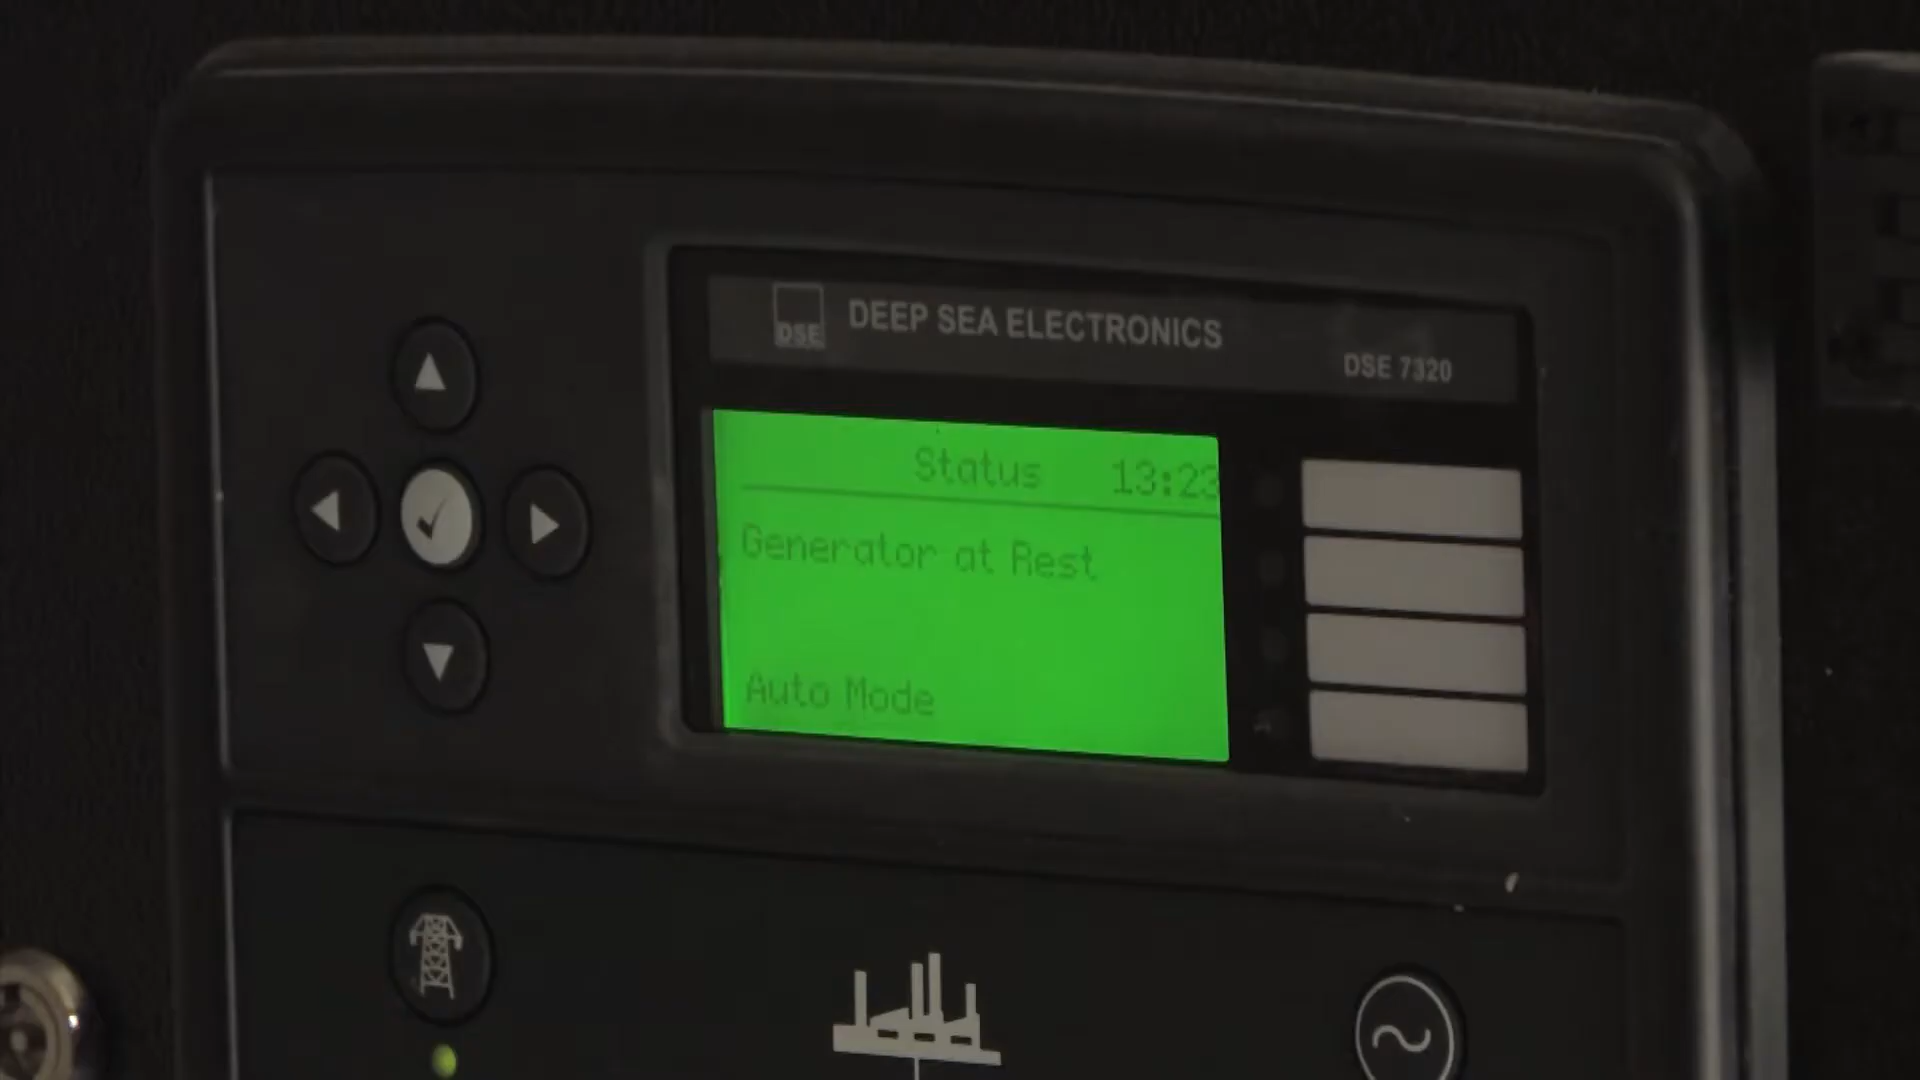 DSE
DEEP SEA ELECTRONICS
DSE 7320
Status 13:23
Generator at Rest
Auto Mode